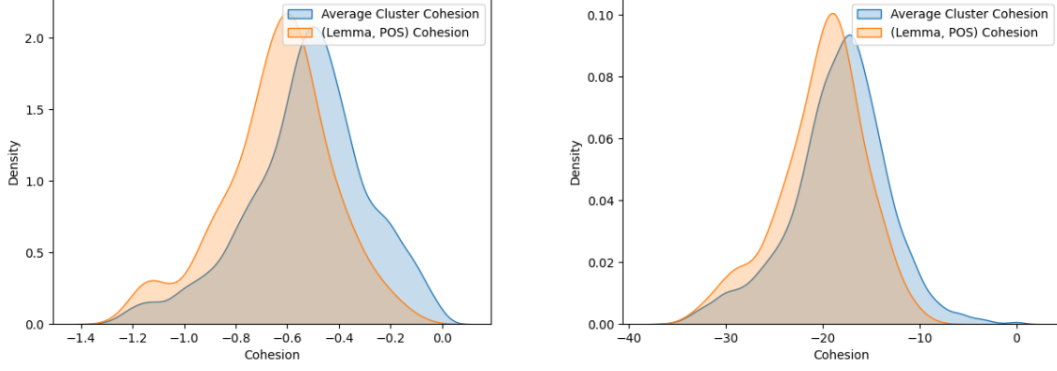 Average Cluster Cohesion
(Lemma, POS) Cohesion
2.0
1.5
1.0
0.5
0.0
Density
−1.4 −1.2 −1.0 −0.8 −0.6 −0.4 −0.2 0.0
Cohesion
Average Cluster Cohesion
(Lemma, POS) Cohesion
0.10
0.08
0.06
0.04
0.02
0.00
Density
−40 −30 −20 −10 0
Cohesion